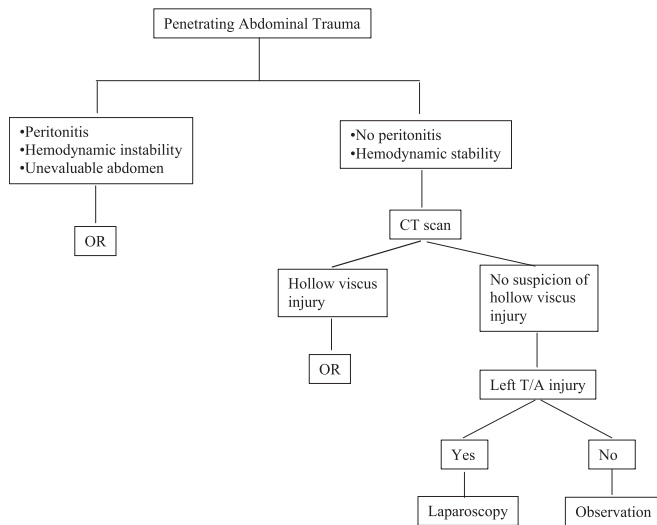 Penetrating Abdominal Trauma
•Peritonitis
•Hemodynamic instability
•Unevaluable abdomen
•No peritonitis
•Hemodynamic stability
OR
CT scan
Hollow viscus
injury
No suspicion of
hollow viscus
injury
OR
Left T/A injury
Yes
No
Laparoscopy
Observation